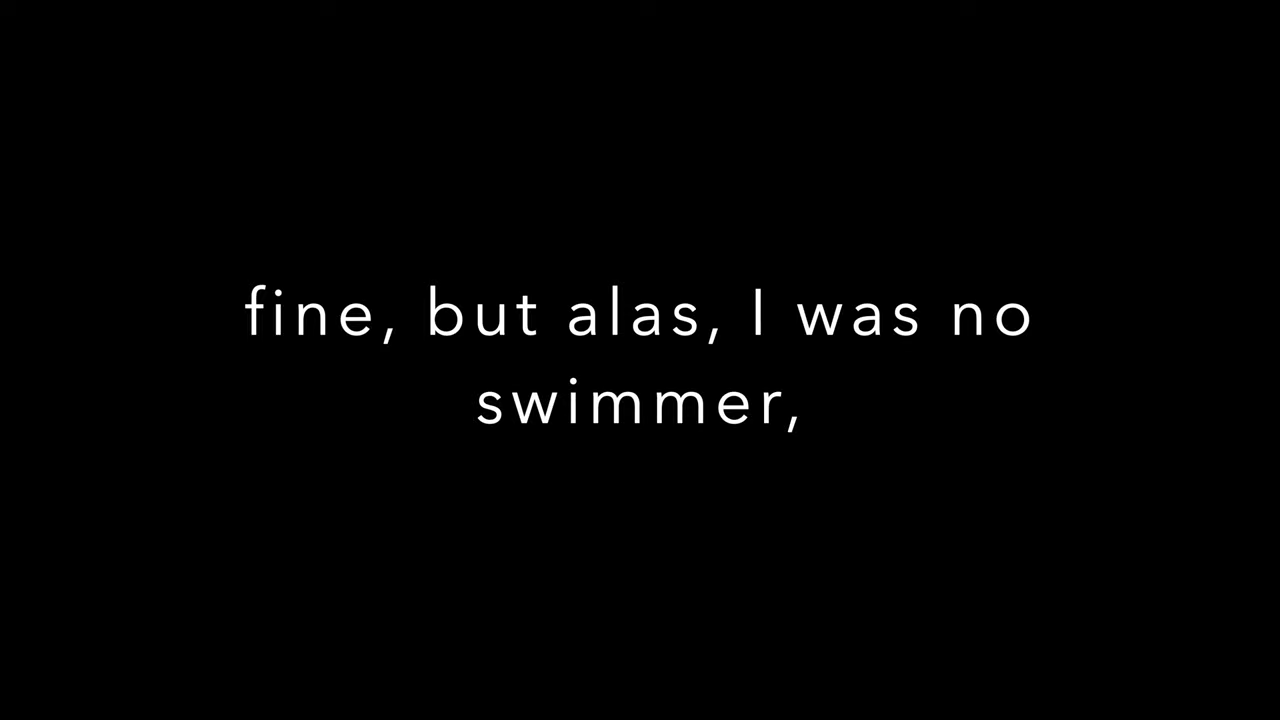 fine, but alas, I was no
swimmer,